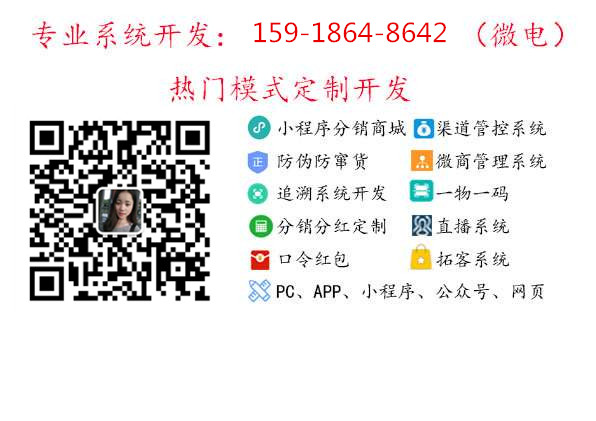 专业系统开发： 159-1864-8642 （微电）
热门模式定制开发
小程序分销商城 渠道管控系统
正 防伪防窜货 微商管理系统
追溯系统开发 一物一码
分销分红定制 直播系统
口令红包 拓客系统
PC、APP、小程序、公众号、网页